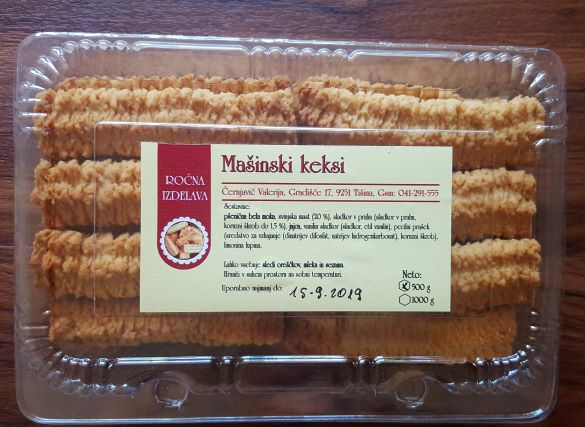 ROČNA
IZDELAVA
Mašinski keksi
Černjavič Valerija, Gradišče 17, 9251 Tišina, Gsm: 041-291-555
Sestavine:
pšenična bela moka, svinjska mast (20 %), sladkor v prahu (sladkor v prahu,
koruzni škrob do 1,5 %), jajca, vanilin sladkor (sladkor, etil vanilin), pecilni prašek
(sredstvo za vzhajanje (dinatrijev difosfat, natrijev hidrogenkarbonat), koruzni škrob),
limonina lupina.
Lahko vsebuje sledi oreščkov, mleka in sezama.
Hraniti v suhem prostoru na sobni temperaturi.
Uporabno najmanj do: 15-9.2019
Neto:
500 g
1000 g